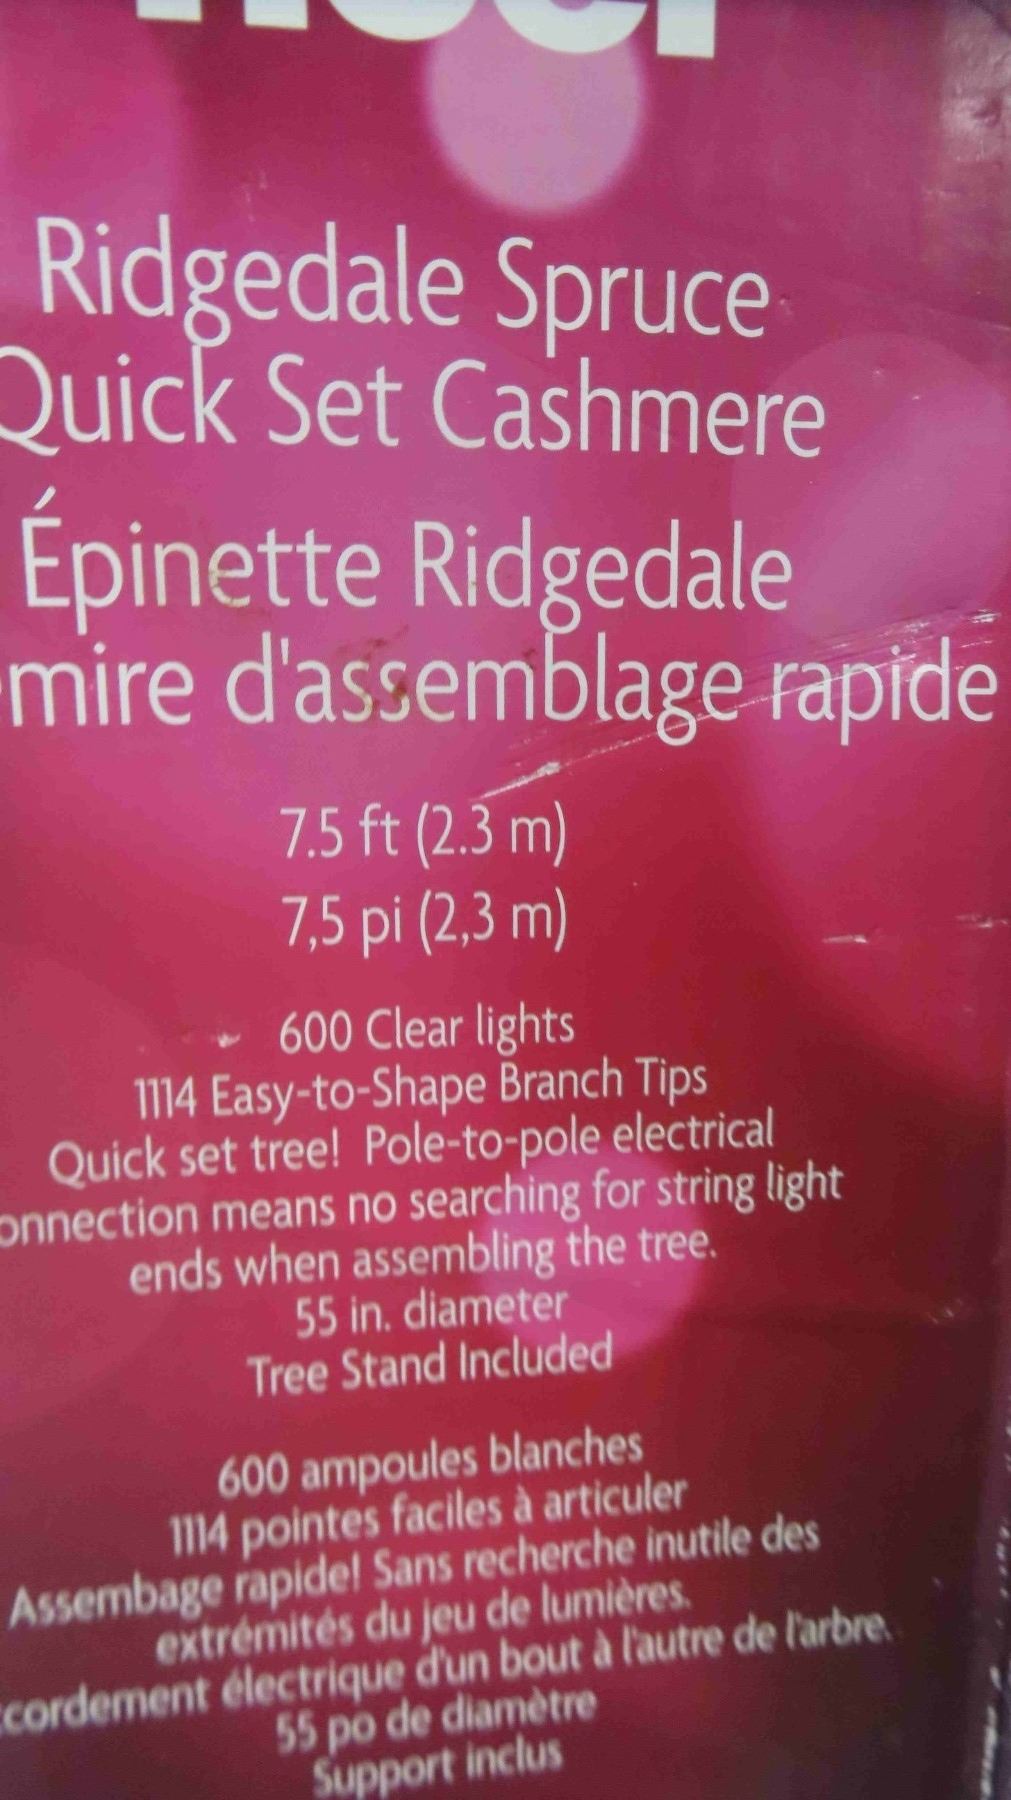 Ridgedale Spruce
Quick Set Cashmere
Épinette Ridgedale
mire d'assemblage rapide
7.5 ft (2.3 m)
7,5 pi (2,3 m)
600 Clear lights
1114 Easy-to-Shape Branch Tips
Quick set tree! Pole-to-pole electrical
onnection means no searching for string light
ends when assembling the tree.
55 in. diameter
Tree Stand Included
600 ampoules blanches
1114 pointes faciles à articuler
Assembage rapide! Sans recherche inutile des
extrémités du jeu de lumières.
cordement électrique d'un bout à l'autre de l'arbre.
55 po de diamètre
Support inclus